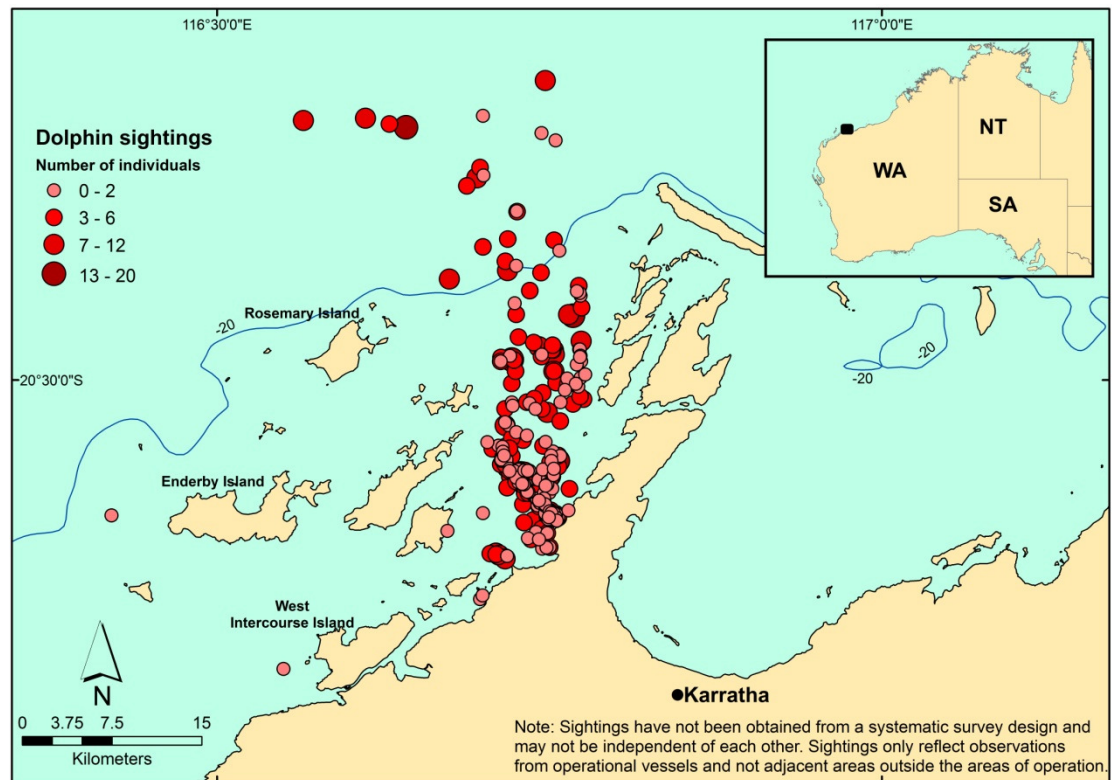 116°30'0"E
117°0'0"E
Dolphin sightings
Number of individuals
0 - 2
3 - 6
7 - 12
13 - 20
NT
WA
SA
Rosemary Island
-20
-20
20°30'0"S
-20
Enderby Island
West
Intercourse Island
N
Karratha
0 3.75 7.5 15
Kilometers
Note: Sightings have not been obtained from a systematic survey design and
may not be independent of each other. Sightings only reflect observations
from operational vessels and not adjacent areas outside the areas of operation.